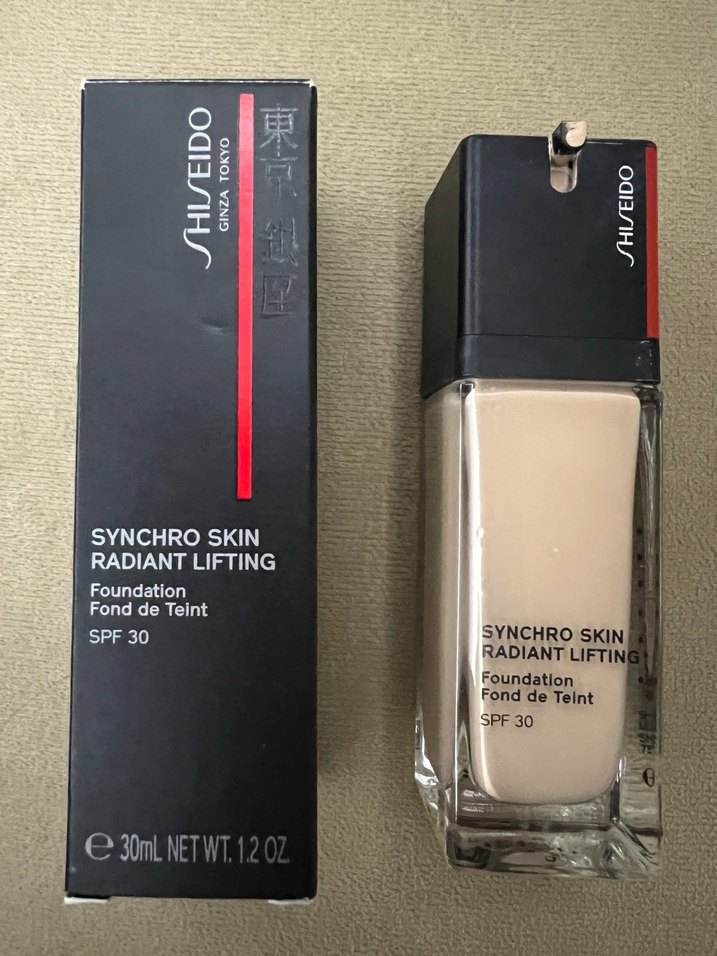 SHISEIDO
GINZA TOKYO
東京銀座
SYNCHRO SKIN
RADIANT LIFTING
Foundation
Fond de Teint
SPF 30
℮ 30mL NET WT. 1.2 OZ.
SHISEIDO
SYNCHRO SKIN
RADIANT LIFTING
Foundation
Fond de Teint
SPF 30